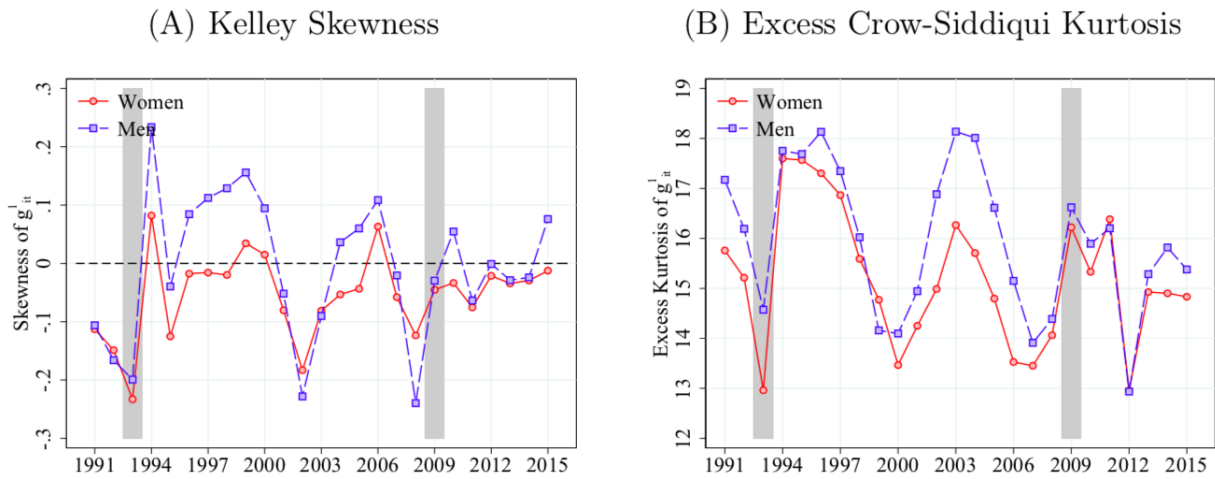 (A) Kelley Skewness
Skewness of g¹ᵢₜ
.3
.2
.1
0
-.1
-.2
-.3
Women
Men
1991 1994 1997 2000 2003 2006 2009 2012 2015
(B) Excess Crow-Siddiqui Kurtosis
Excess Kurtosis of g¹ᵢₜ
19
18
17
16
15
14
13
12
Women
Men
1991 1994 1997 2000 2003 2006 2009 2012 2015